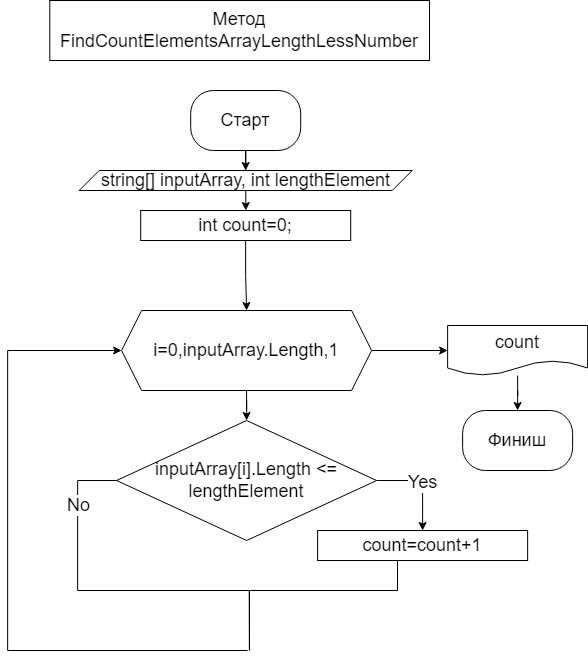 Метод
FindCountElementsArrayLengthLessNumber
Старт
string[] inputArray, int lengthElement
int count=0;
i=0,inputArray.Length,1
count
Финиш
inputArray[i].Length <=
lengthElement
Yes
No
count=count+1